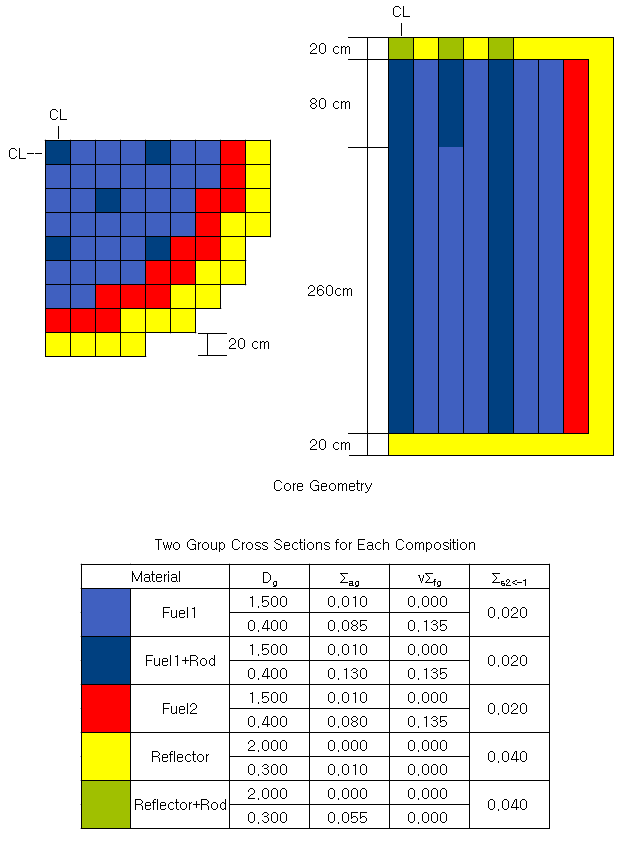 CL
20 cm
80 cm
CL
CL
260cm
20 cm
20 cm
Core Geometry
Two Group Cross Sections for Each Composition
Material Dg Σag νΣfg Σs2<-1
Fuel1 1,500 0,010 0,000 0,020
0,400 0,085 0,135
Fuel1+Rod 1,500 0,010 0,000 0,020
0,400 0,130 0,135
Fuel2 1,500 0,010 0,000 0,020
0,400 0,080 0,135
Reflector 2,000 0,000 0,000 0,040
0,300 0,010 0,000
Reflector+Rod 2,000 0,000 0,000 0,040
0,300 0,055 0,000